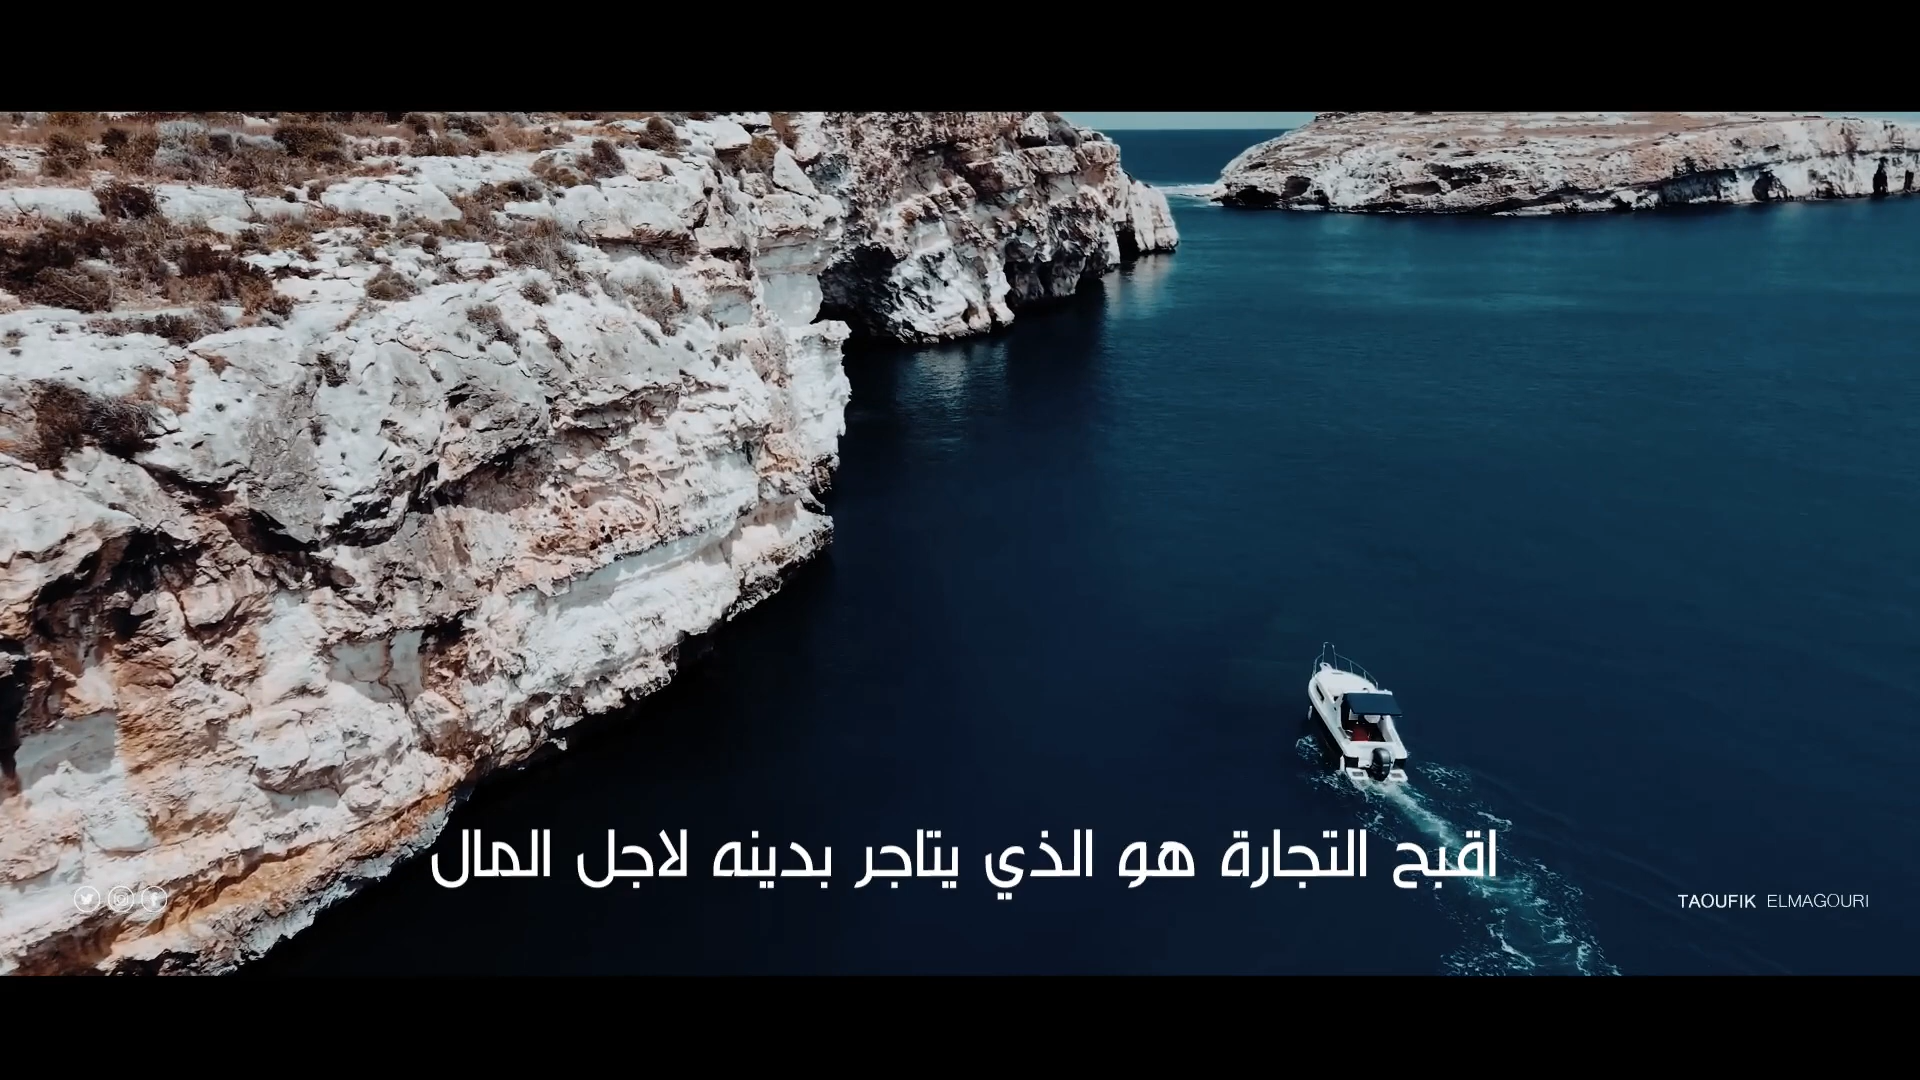 اقبح التجارة هو الذي يتاجر بدينه لاجل المال
TAOUFIK ELMAGOURI